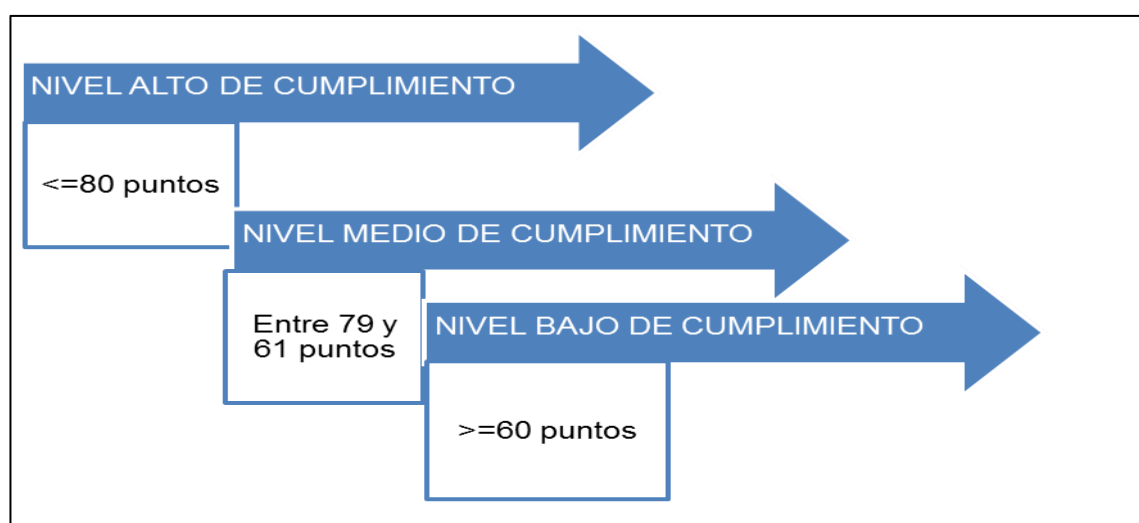 NIVEL ALTO DE CUMPLIMIENTO
<=80 puntos
NIVEL MEDIO DE CUMPLIMIENTO
Entre 79 y
61 puntos
NIVEL BAJO DE CUMPLIMIENTO
>=60 puntos